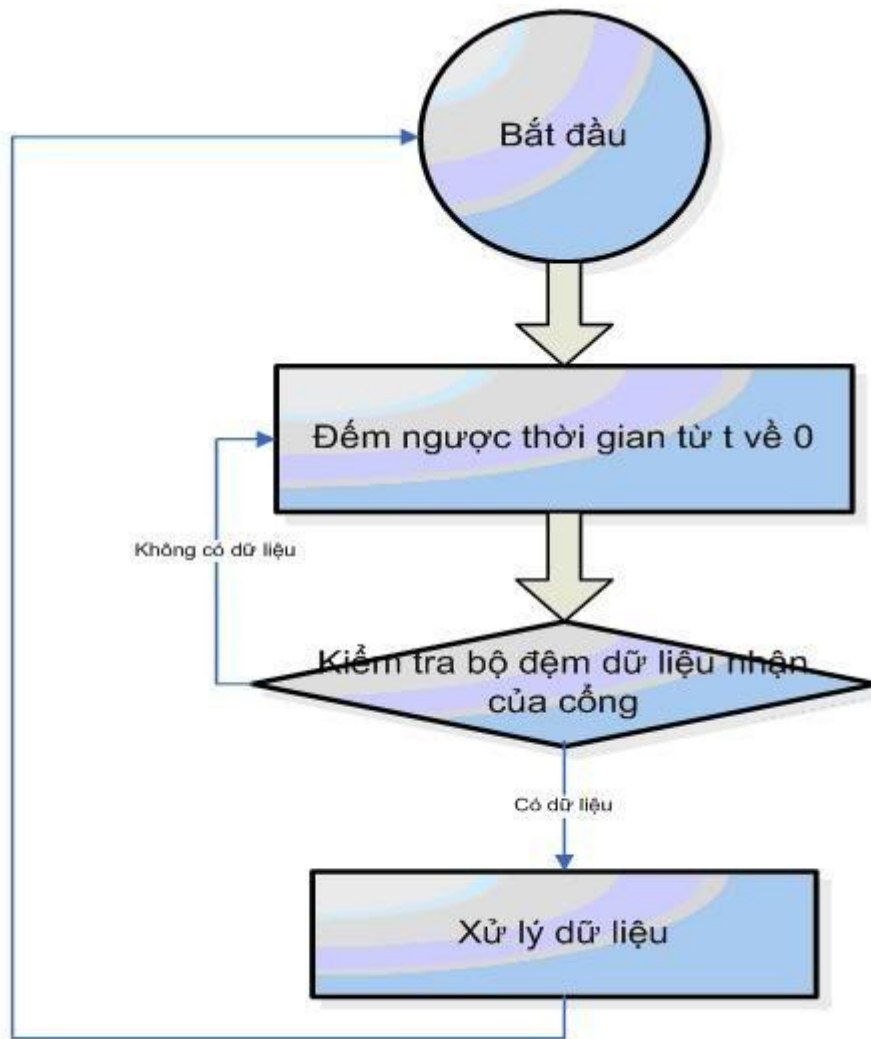 Bắt đầu
Đếm ngược thời gian từ t về 0
Không có dữ liệu
Kiểm tra bộ đệm dữ liệu nhận
của cổng
Có dữ liệu
Xử lý dữ liệu